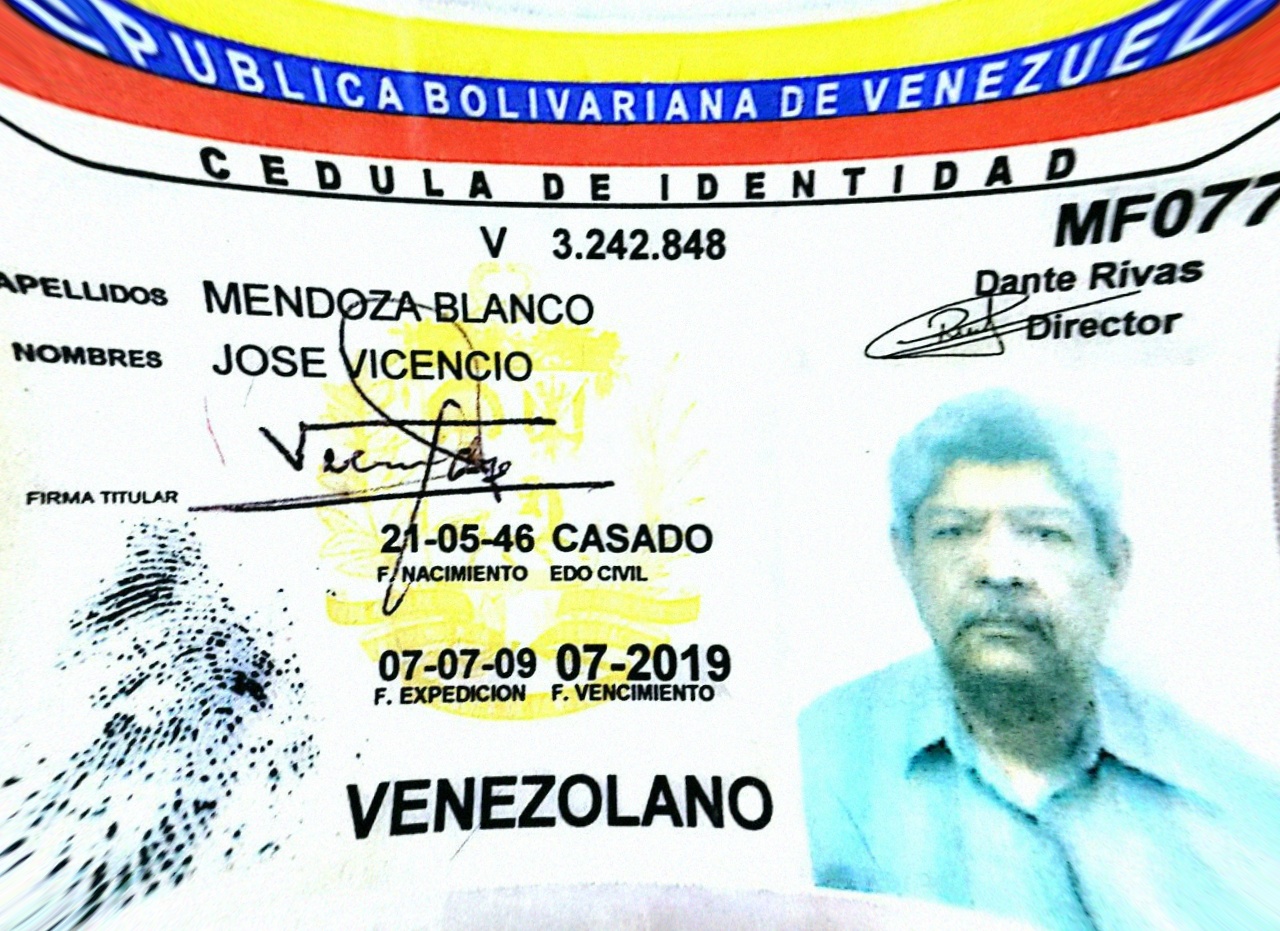 PUBLICA BOLIVARIANA DE VENEZUEL
CEDULA DE IDENTIDAD
MF077
V 3.242.848
Dante Rivas
Director
APELLIDOS MENDOZA BLANCO
NOMBRES JOSE VICENCIO
FIRMA TITULAR
21-05-46 CASADO
F. NACIMIENTO EDO CIVIL
07-07-09 07-2019
F. EXPEDICION F. VENCIMIENTO
VENEZOLANO